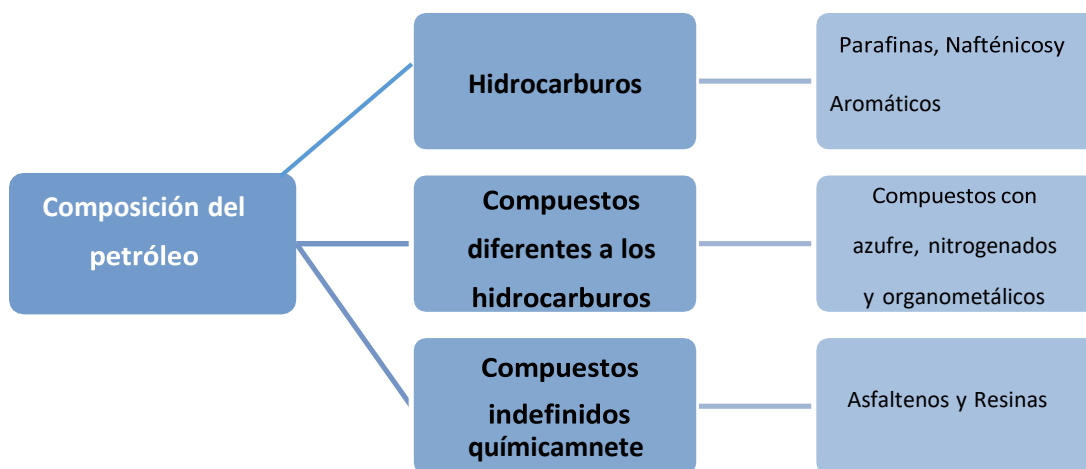 Composición del
petróleo
Hidrocarburos
Parafinas, Nafténicosy
Aromáticos
Compuestos
diferentes a los
hidrocarburos
Compuestos con
azufre, nitrogenados
y organometálicos
Compuestos
indefinidos
químicamnete
Asfaltenos y Resinas